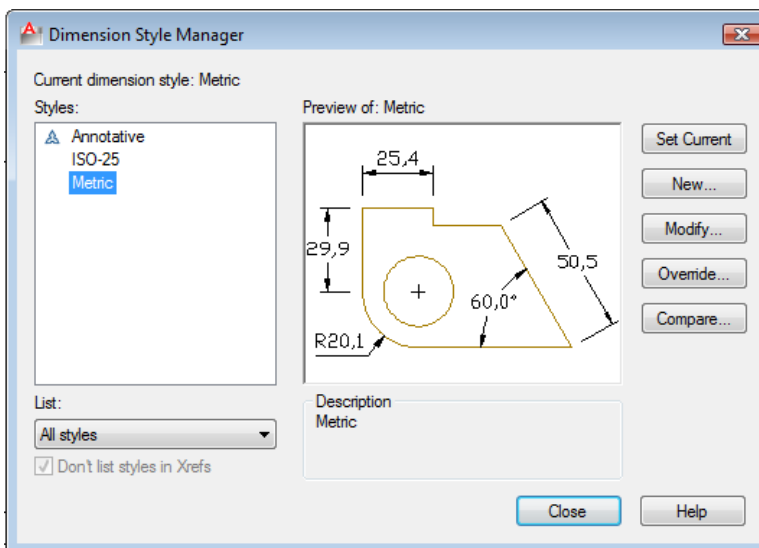 Dimension Style Manager
Current dimension style: Metric
Styles:
Annotative
ISO-25
Metric
Preview of: Metric
25,4
29,9
50,5
60,0°
R20,1
Set Current
New...
Modify...
Override...
Compare...
List:
All styles
Don't list styles in Xrefs
Description
Metric
Close
Help